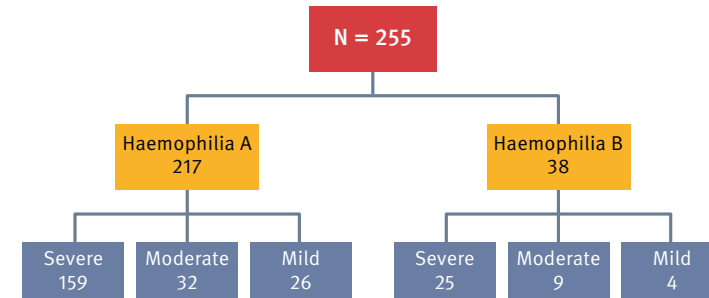 N = 255
Haemophilia A
217
Haemophilia B
38
Severe
159
Moderate
32
Mild
26
Severe
25
Moderate
9
Mild
4